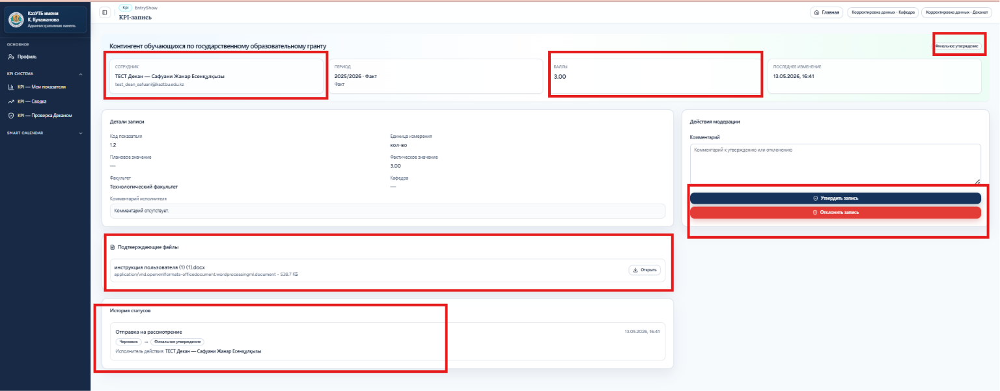 КазУТБ имени
К. Кулажанова
Административная панель
ОСНОВНОЕ
Профиль
KPI СИСТЕМА
KPI — Мои показатели
KPI — Сводка
KPI — Проверка Деканом
SMART CALENDAR
Kpi EntryShow
KPI-запись
Главная
Корректировка данных - Кафедра
Корректировка данных - Деканат
Контингент обучающихся по государственному образовательному гранту
Финальное утверждение
СОТРУДНИК
ТЕСТ Декан — Сафуани Жанар Есенқұлқызы
test_dean_safuani@kaztbu.edu.kz
ПЕРИОД
2025/2026 · Факт
Факт
БАЛЛЫ
3.00
ПОСЛЕДНЕЕ ИЗМЕНЕНИЕ
13.05.2026, 16:41
Детали записи
Код показателя
1.2
Единица измерения
кол-во
Плановое значение
—
Фактическое значение
3.00
Факультет
Технологический факультет
Кафедра
—
Комментарий исполнителя
Комментарий отсутствует.
Действия модерации
Комментарий
Комментарий к утверждению или отклонению
Утвердить запись
Отклонить запись
Подтверждающие файлы
инструкция пользователя (1) (1).docx
application/vnd.openxmlformats-officedocument.wordprocessingml.document • 538.7 КБ
Открыть
История статусов
Отправка на рассмотрение
13.05.2026, 16:41
Черновик → Финальное утверждение
Исполнитель действия: ТЕСТ Декан — Сафуани Жанар Есенқұлқызы